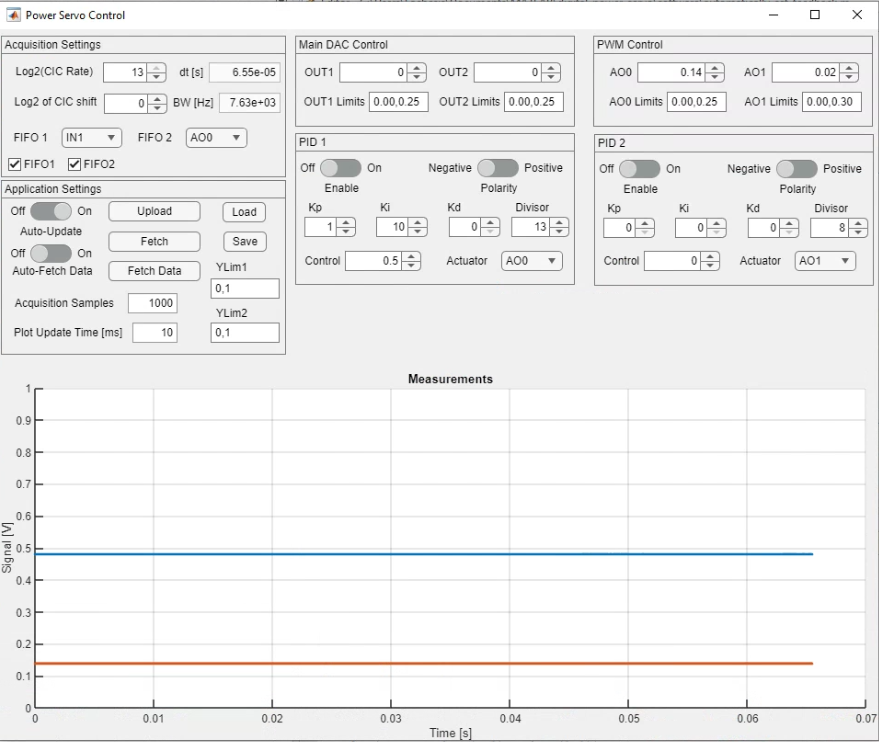 Power Servo Control
Acquisition Settings
Log2(CIC Rate) 13 dt [s] 6.55e-05
Log2 of CIC shift 0 BW [Hz] 7.63e+03
FIFO 1 IN1 FIFO 2 AO0
FIFO1 FIFO2
Application Settings
Off On Upload Load
Auto-Update
Fetch Save
Off On
Auto-Fetch Data Fetch Data YLim1
0,1
Acquisition Samples 1000
YLim2
Plot Update Time [ms] 10 0,1
Main DAC Control
OUT1 0 OUT2 0
OUT1 Limits 0.00,0.25 OUT2 Limits 0.00,0.25
PID 1
Off On Negative Positive
Enable Polarity
Kp Ki Kd Divisor
1 10 0 13
Control 0.5 Actuator AO0
PWM Control
AO0 0.14 AO1 0.02
AO0 Limits 0.00,0.25 AO1 Limits 0.00,0.30
PID 2
Off On Negative Positive
Enable Polarity
Kp Ki Kd Divisor
0 0 0 8
Control 0 Actuator AO1
Measurements
1
0.9
0.8
0.7
0.6
0.5
0.4
0.3
0.2
0.1
0
Signal [V]
0 0.01 0.02 0.03 0.04 0.05 0.06 0.07
Time [s]